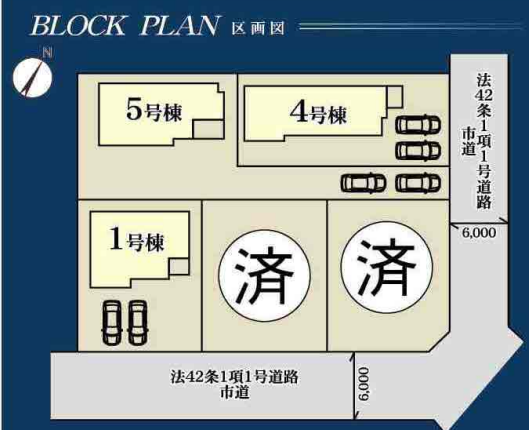 BLOCK PLAN 区画図
N
5号棟
4号棟
法42条1項1号道路
市道
6,000
1号棟
済
済
法42条1項1号道路
市道
6,000